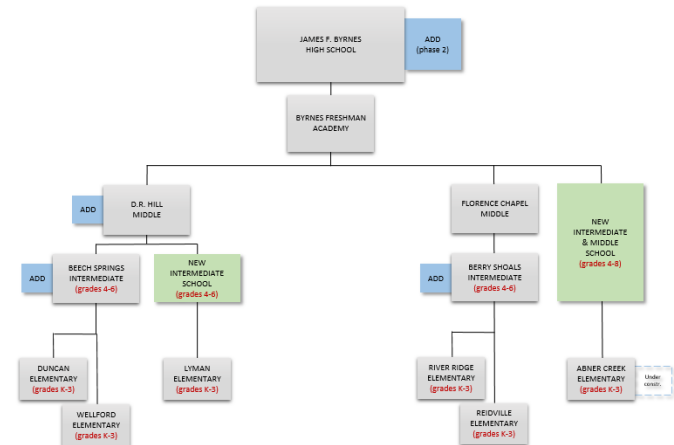 JAMES F. BYRNES
HIGH SCHOOL
ADD
(phase 2)
BYRNES FRESHMAN
ACADEMY
ADD
D.R. HILL
MIDDLE
FLORENCE CHAPEL
MIDDLE
NEW
INTERMEDIATE
& MIDDLE
SCHOOL
(grades 4-8)
ADD
BEECH SPRINGS
INTERMEDIATE
(grades 4-6)
NEW
INTERMEDIATE
SCHOOL
(grades 4-6)
ADD
BERRY SHOALS
INTERMEDIATE
(grades 4-6)
DUNCAN
ELEMENTARY
(grades K-3)
LYMAN
ELEMENTARY
(grades K-3)
RIVER RIDGE
ELEMENTARY
(grades K-3)
ABNER CREEK
ELEMENTARY
(grades K-3)
Under
constr.
WELLFORD
ELEMENTARY
(grades K-3)
REIDVILLE
ELEMENTARY
(grades K-3)